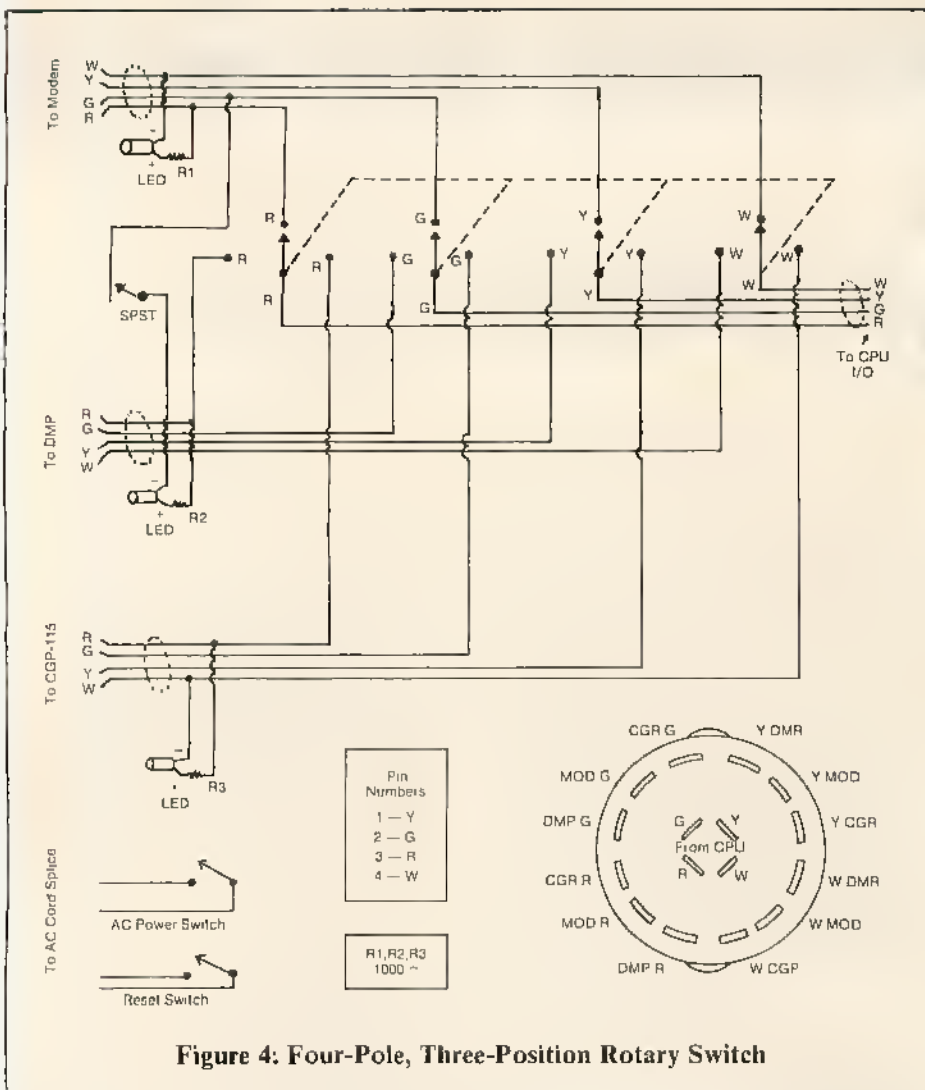 To Modem
W
Y
G
R
LED
R1
R
G
Y
W
R
R
G
G
Y
Y
W
W
R
G
Y
W
W
Y
G
R
To CPU
I/O
SPST
To DMP
R
G
Y
W
LED
R2
To CGP-115
R
G
Y
W
LED
R3
To AC Cord Splice
AC Power Switch
Reset Switch
Pin
Numbers
1 — Y
2 — G
3 — R
4 — W
R1,R2,R3
1000 ~
CGR G
Y DMR
MOD G
Y MOD
DMP G
Y CGR
G
Y
From CPU
R
W
CGR R
W DMR
MOD R
W MOD
DMP R
W CGP
Figure 4: Four-Pole, Three-Position Rotary Switch